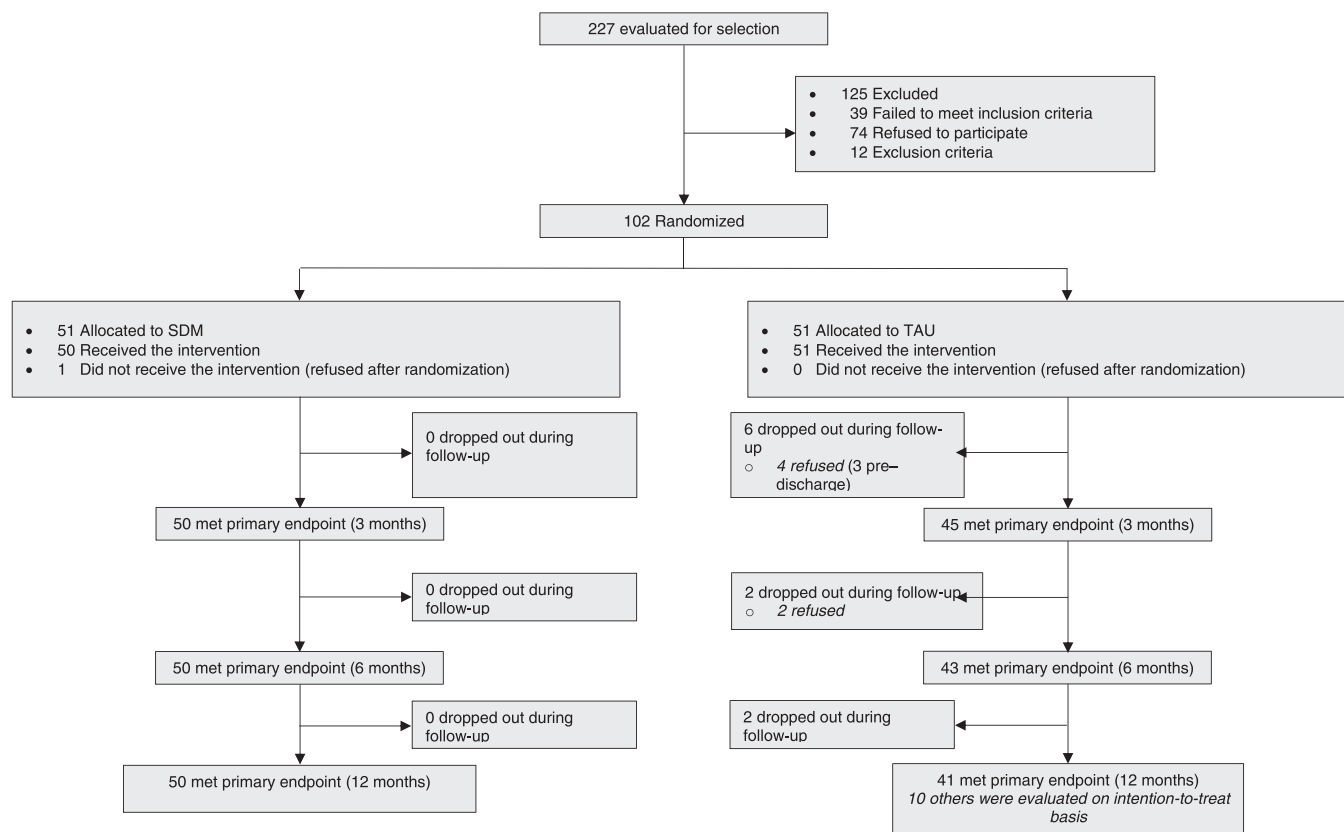 227 evaluated for selection
• 125 Excluded
• 39 Failed to meet inclusion criteria
• 74 Refused to participate
• 12 Exclusion criteria
102 Randomized
• 51 Allocated to SDM
• 50 Received the intervention
• 1 Did not receive the intervention (refused after randomization)
• 51 Allocated to TAU
• 51 Received the intervention
• 0 Did not receive the intervention (refused after randomization)
0 dropped out during
follow-up
6 dropped out during follow-
up
○ 4 refused (3 pre–
discharge)
50 met primary endpoint (3 months)
45 met primary endpoint (3 months)
0 dropped out during
follow-up
2 dropped out during follow-up
○ 2 refused
50 met primary endpoint (6 months)
43 met primary endpoint (6 months)
0 dropped out during
follow-up
2 dropped out during
follow-up
50 met primary endpoint (12 months)
41 met primary endpoint (12 months)
10 others were evaluated on intention-to-treat
basis